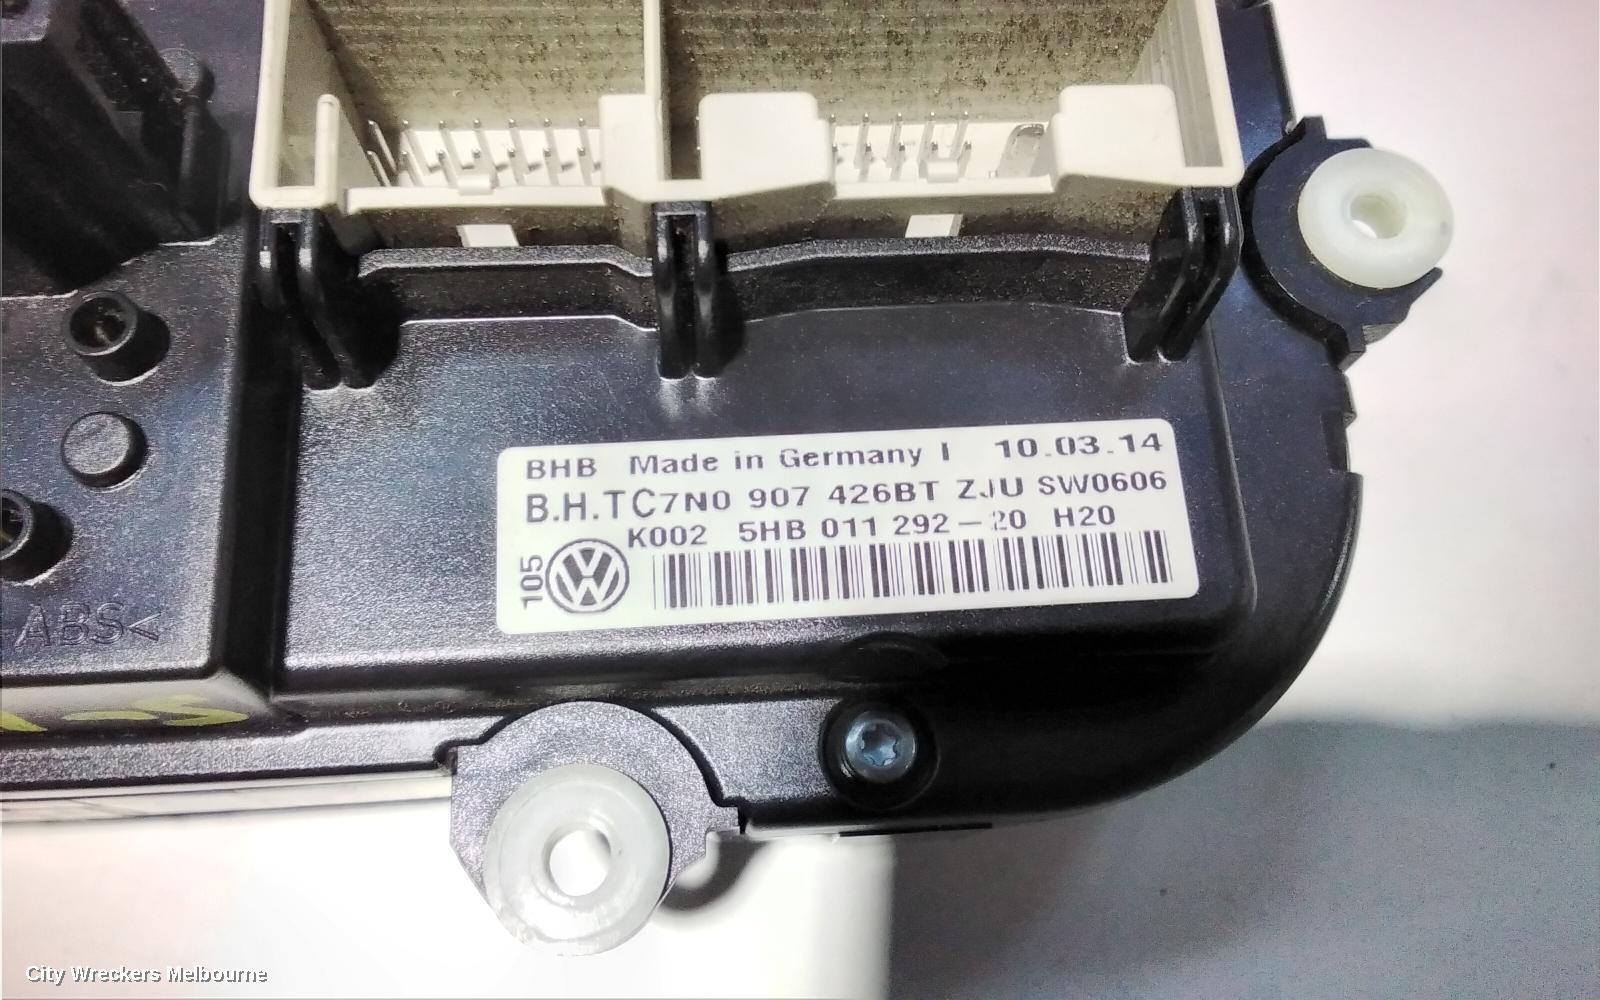 BHB Made in Germany I 10.03.14
B.H.TC7N0 907 426BT ZJU SW0606
K002 5HB 011 292-20 H20
105
ABS<
City Wreckers Melbourne